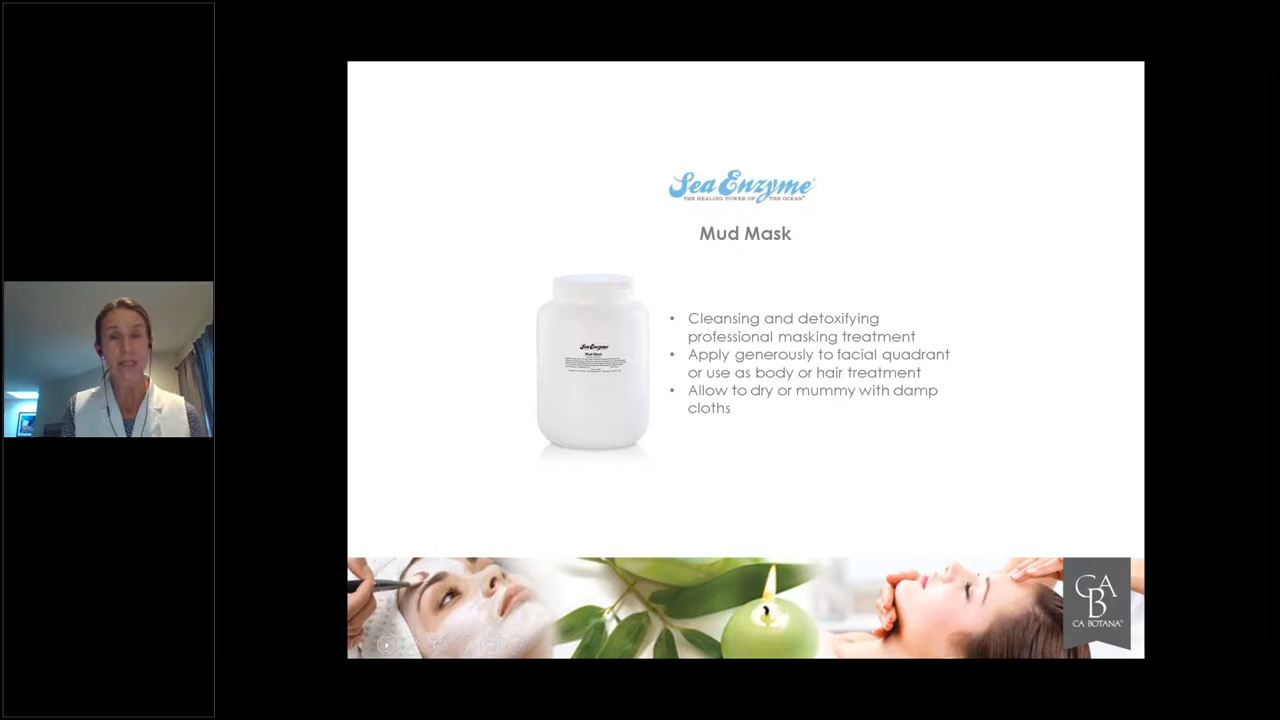 Sea Enzyme®
THE HEALING POWER OF THE OCEAN®
Mud Mask
• Cleansing and detoxifying
professional masking treatment
• Apply generously to facial quadrant
or use as body or hair treatment
• Allow to dry or mummy with damp
cloths
Sea Enzyme
Mud Mask
CA
B
CA BOTANA®